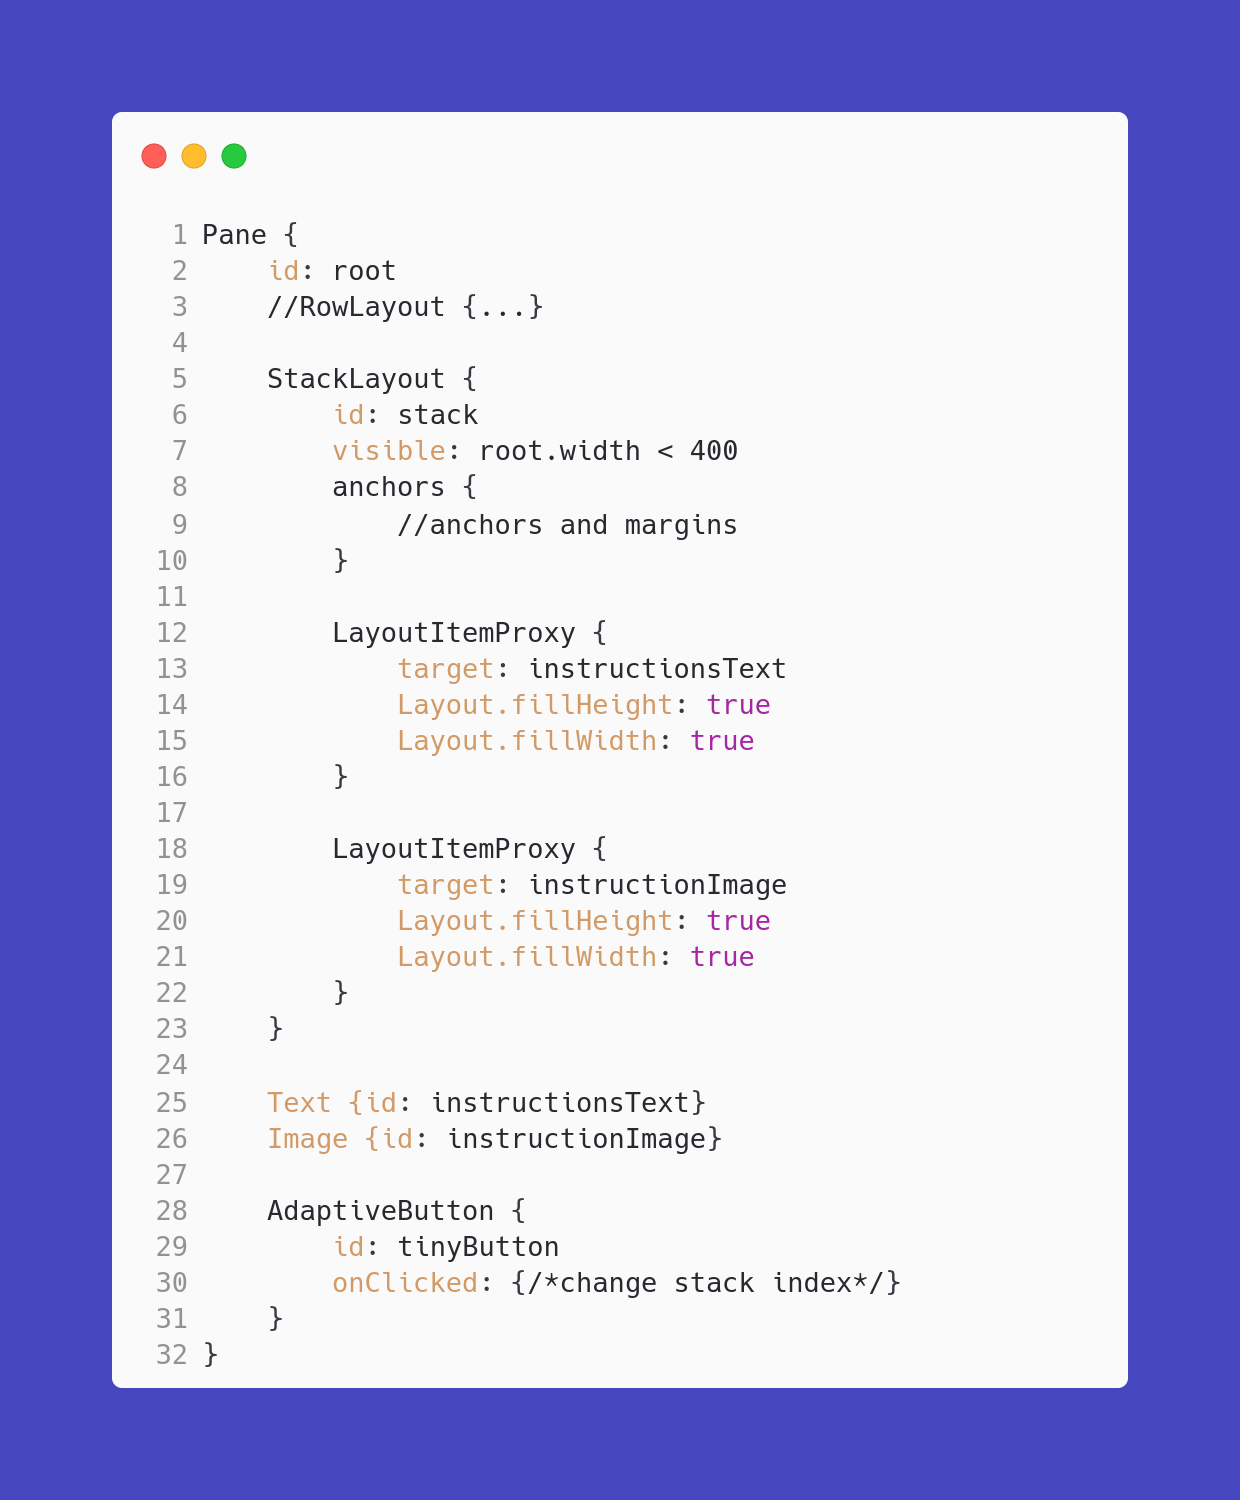 1 Pane {
2     id: root
3     //RowLayout {...}
4
5     StackLayout {
6         id: stack
7         visible: root.width < 400
8         anchors {
9             //anchors and margins
10         }
11
12         LayoutItemProxy {
13             target: instructionsText
14             Layout.fillHeight: true
15             Layout.fillWidth: true
16         }
17
18         LayoutItemProxy {
19             target: instructionImage
20             Layout.fillHeight: true
21             Layout.fillWidth: true
22         }
23     }
24
25     Text {id: instructionsText}
26     Image {id: instructionImage}
27
28     AdaptiveButton {
29         id: tinyButton
30         onClicked: {/*change stack index*/}
31     }
32 }